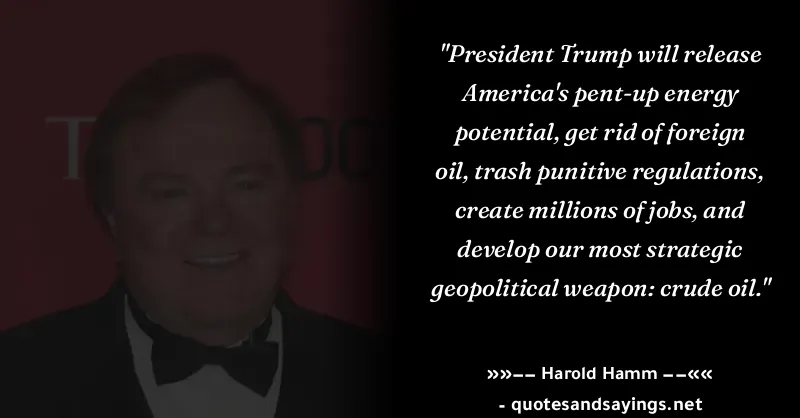 T 00
"President Trump will release
America's pent-up energy
potential, get rid of foreign
oil, trash punitive regulations,
create millions of jobs, and
develop our most strategic
geopolitical weapon: crude oil."
»»−− Harold Hamm −−««
- quotesandsayings.net